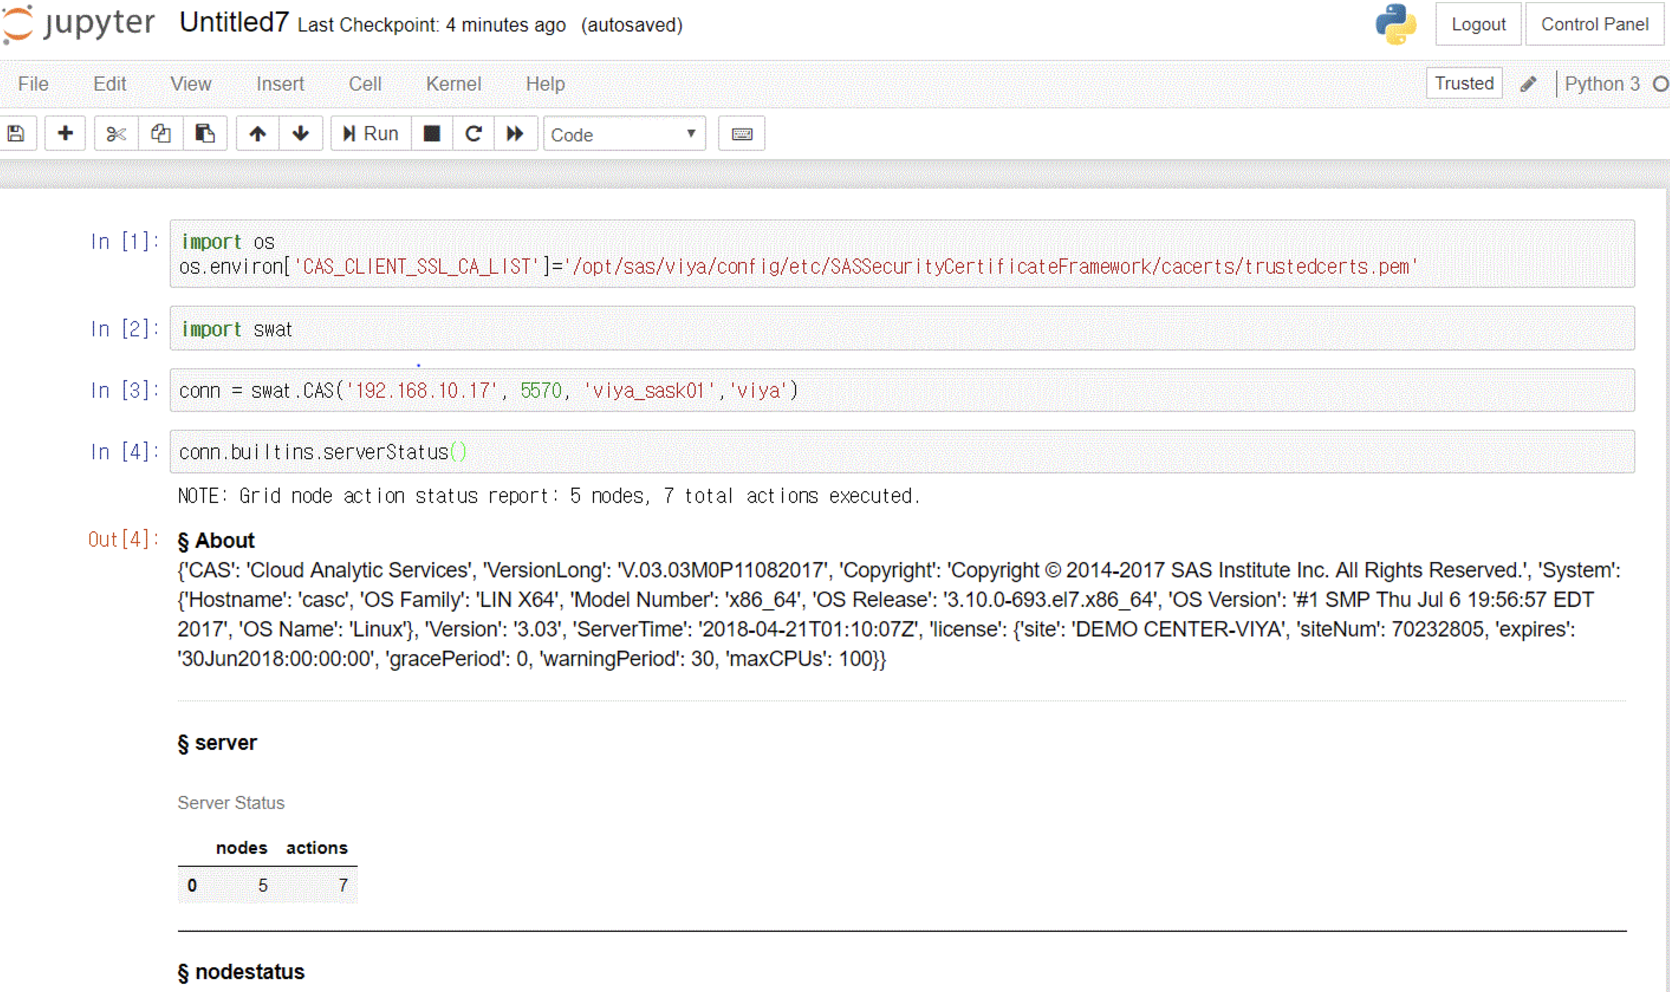 jupyter Untitled7 Last Checkpoint: 4 minutes ago (autosaved) Logout Control Panel
File Edit View Insert Cell Kernel Help Trusted Python 3
Run Code
In [1]: import os
os.environ['CAS_CLIENT_SSL_CA_LIST']='/opt/sas/viya/config/etc/SASSecurityCertificateFramework/cacerts/trustedcerts.pem'
In [2]: import swat
In [3]: conn = swat.CAS('192.168.10.17', 5570, 'viya_sask01','viya')
In [4]: conn.builtins.serverStatus()
NOTE: Grid node action status report: 5 nodes, 7 total actions executed.
Out[4]: § About
{'CAS': 'Cloud Analytic Services', 'VersionLong': 'V.03.03M0P11082017', 'Copyright': 'Copyright © 2014-2017 SAS Institute Inc. All Rights Reserved.', 'System':
{'Hostname': 'casc', 'OS Family': 'LIN X64', 'Model Number': 'x86_64', 'OS Release': '3.10.0-693.el7.x86_64', 'OS Version': '#1 SMP Thu Jul 6 19:56:57 EDT
2017', 'OS Name': 'Linux'}, 'Version': '3.03', 'ServerTime': '2018-04-21T01:10:07Z', 'license': {'site': 'DEMO CENTER-VIYA', 'siteNum': 70232805, 'expires':
'30Jun2018:00:00:00', 'gracePeriod': 0, 'warningPeriod': 30, 'maxCPUs': 100}}
§ server
Server Status
nodes actions
0 5 7
§ nodestatus